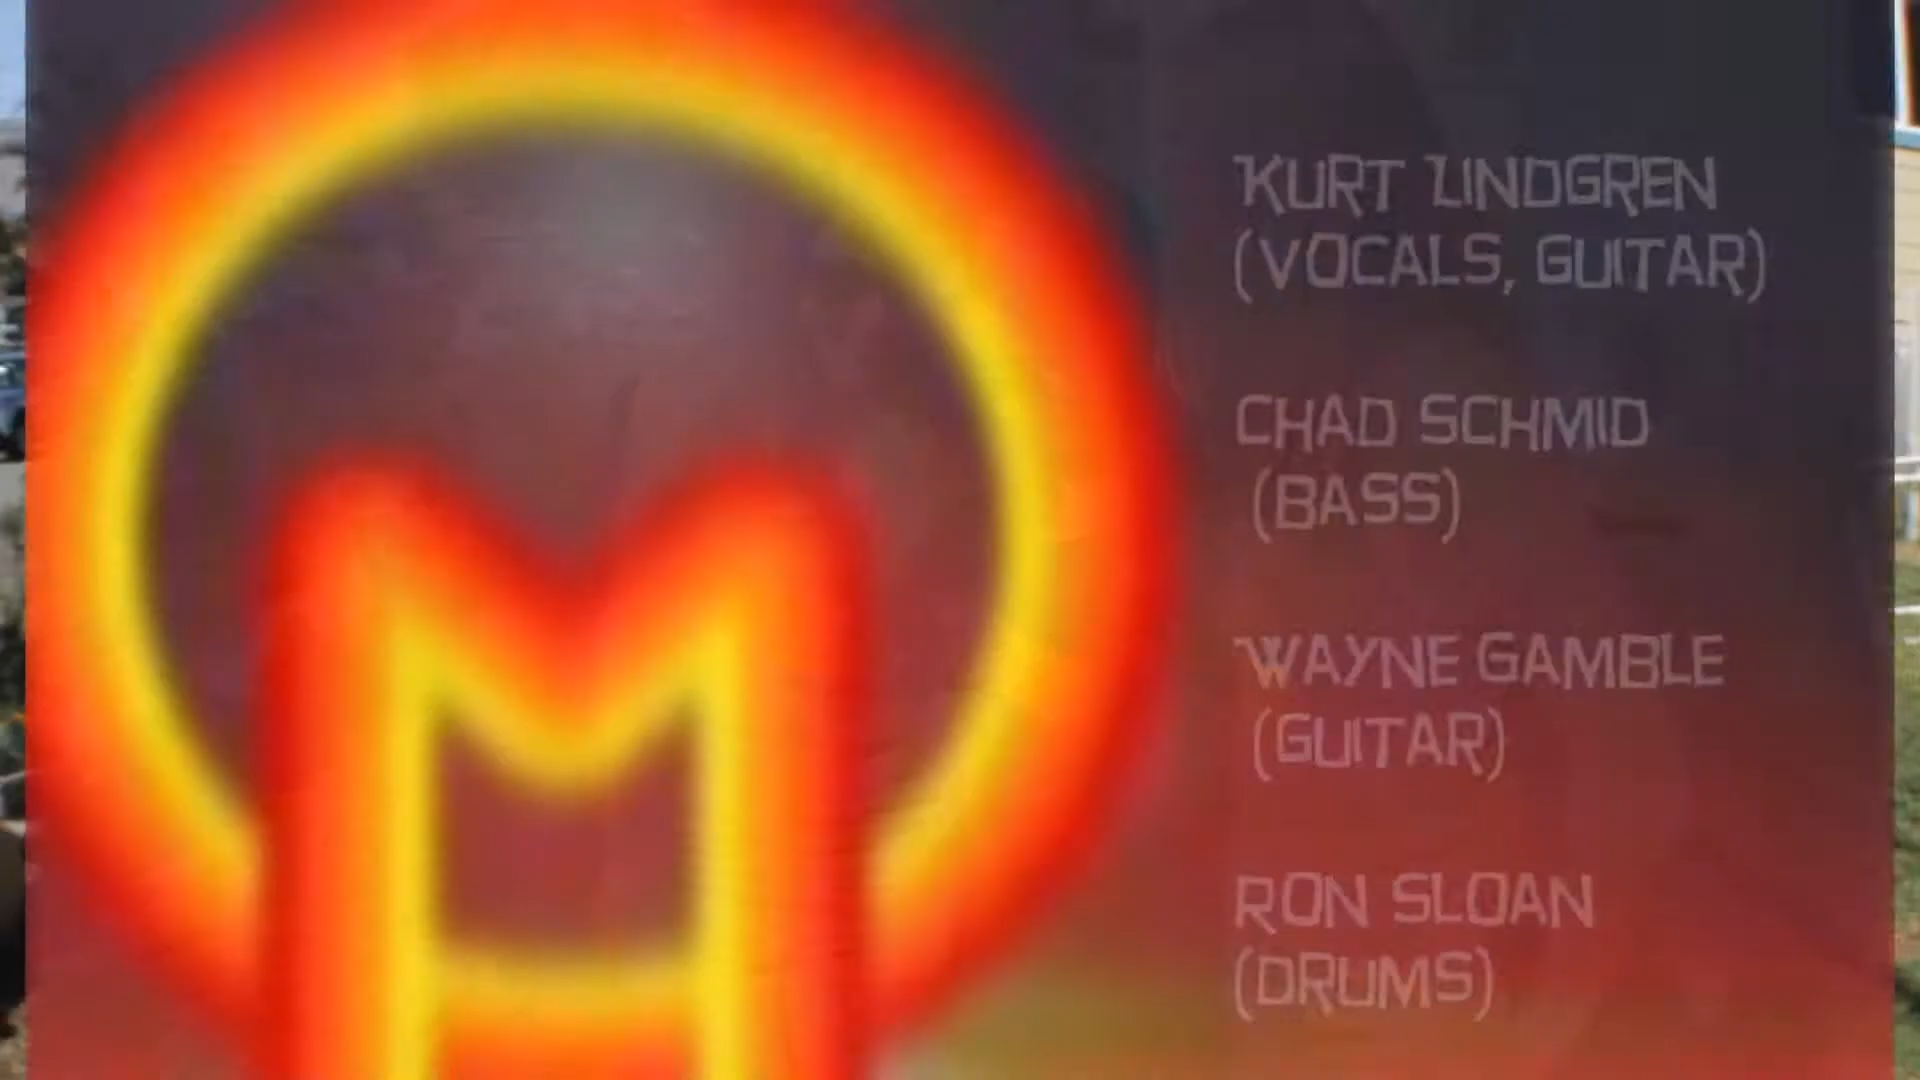 KURT LINDGREN
(VOCALS, GUITAR)
CHAD SCHMID
(BASS)
WAYNE GAMBLE
(GUITAR)
RON SLOAN
(DRUMS)